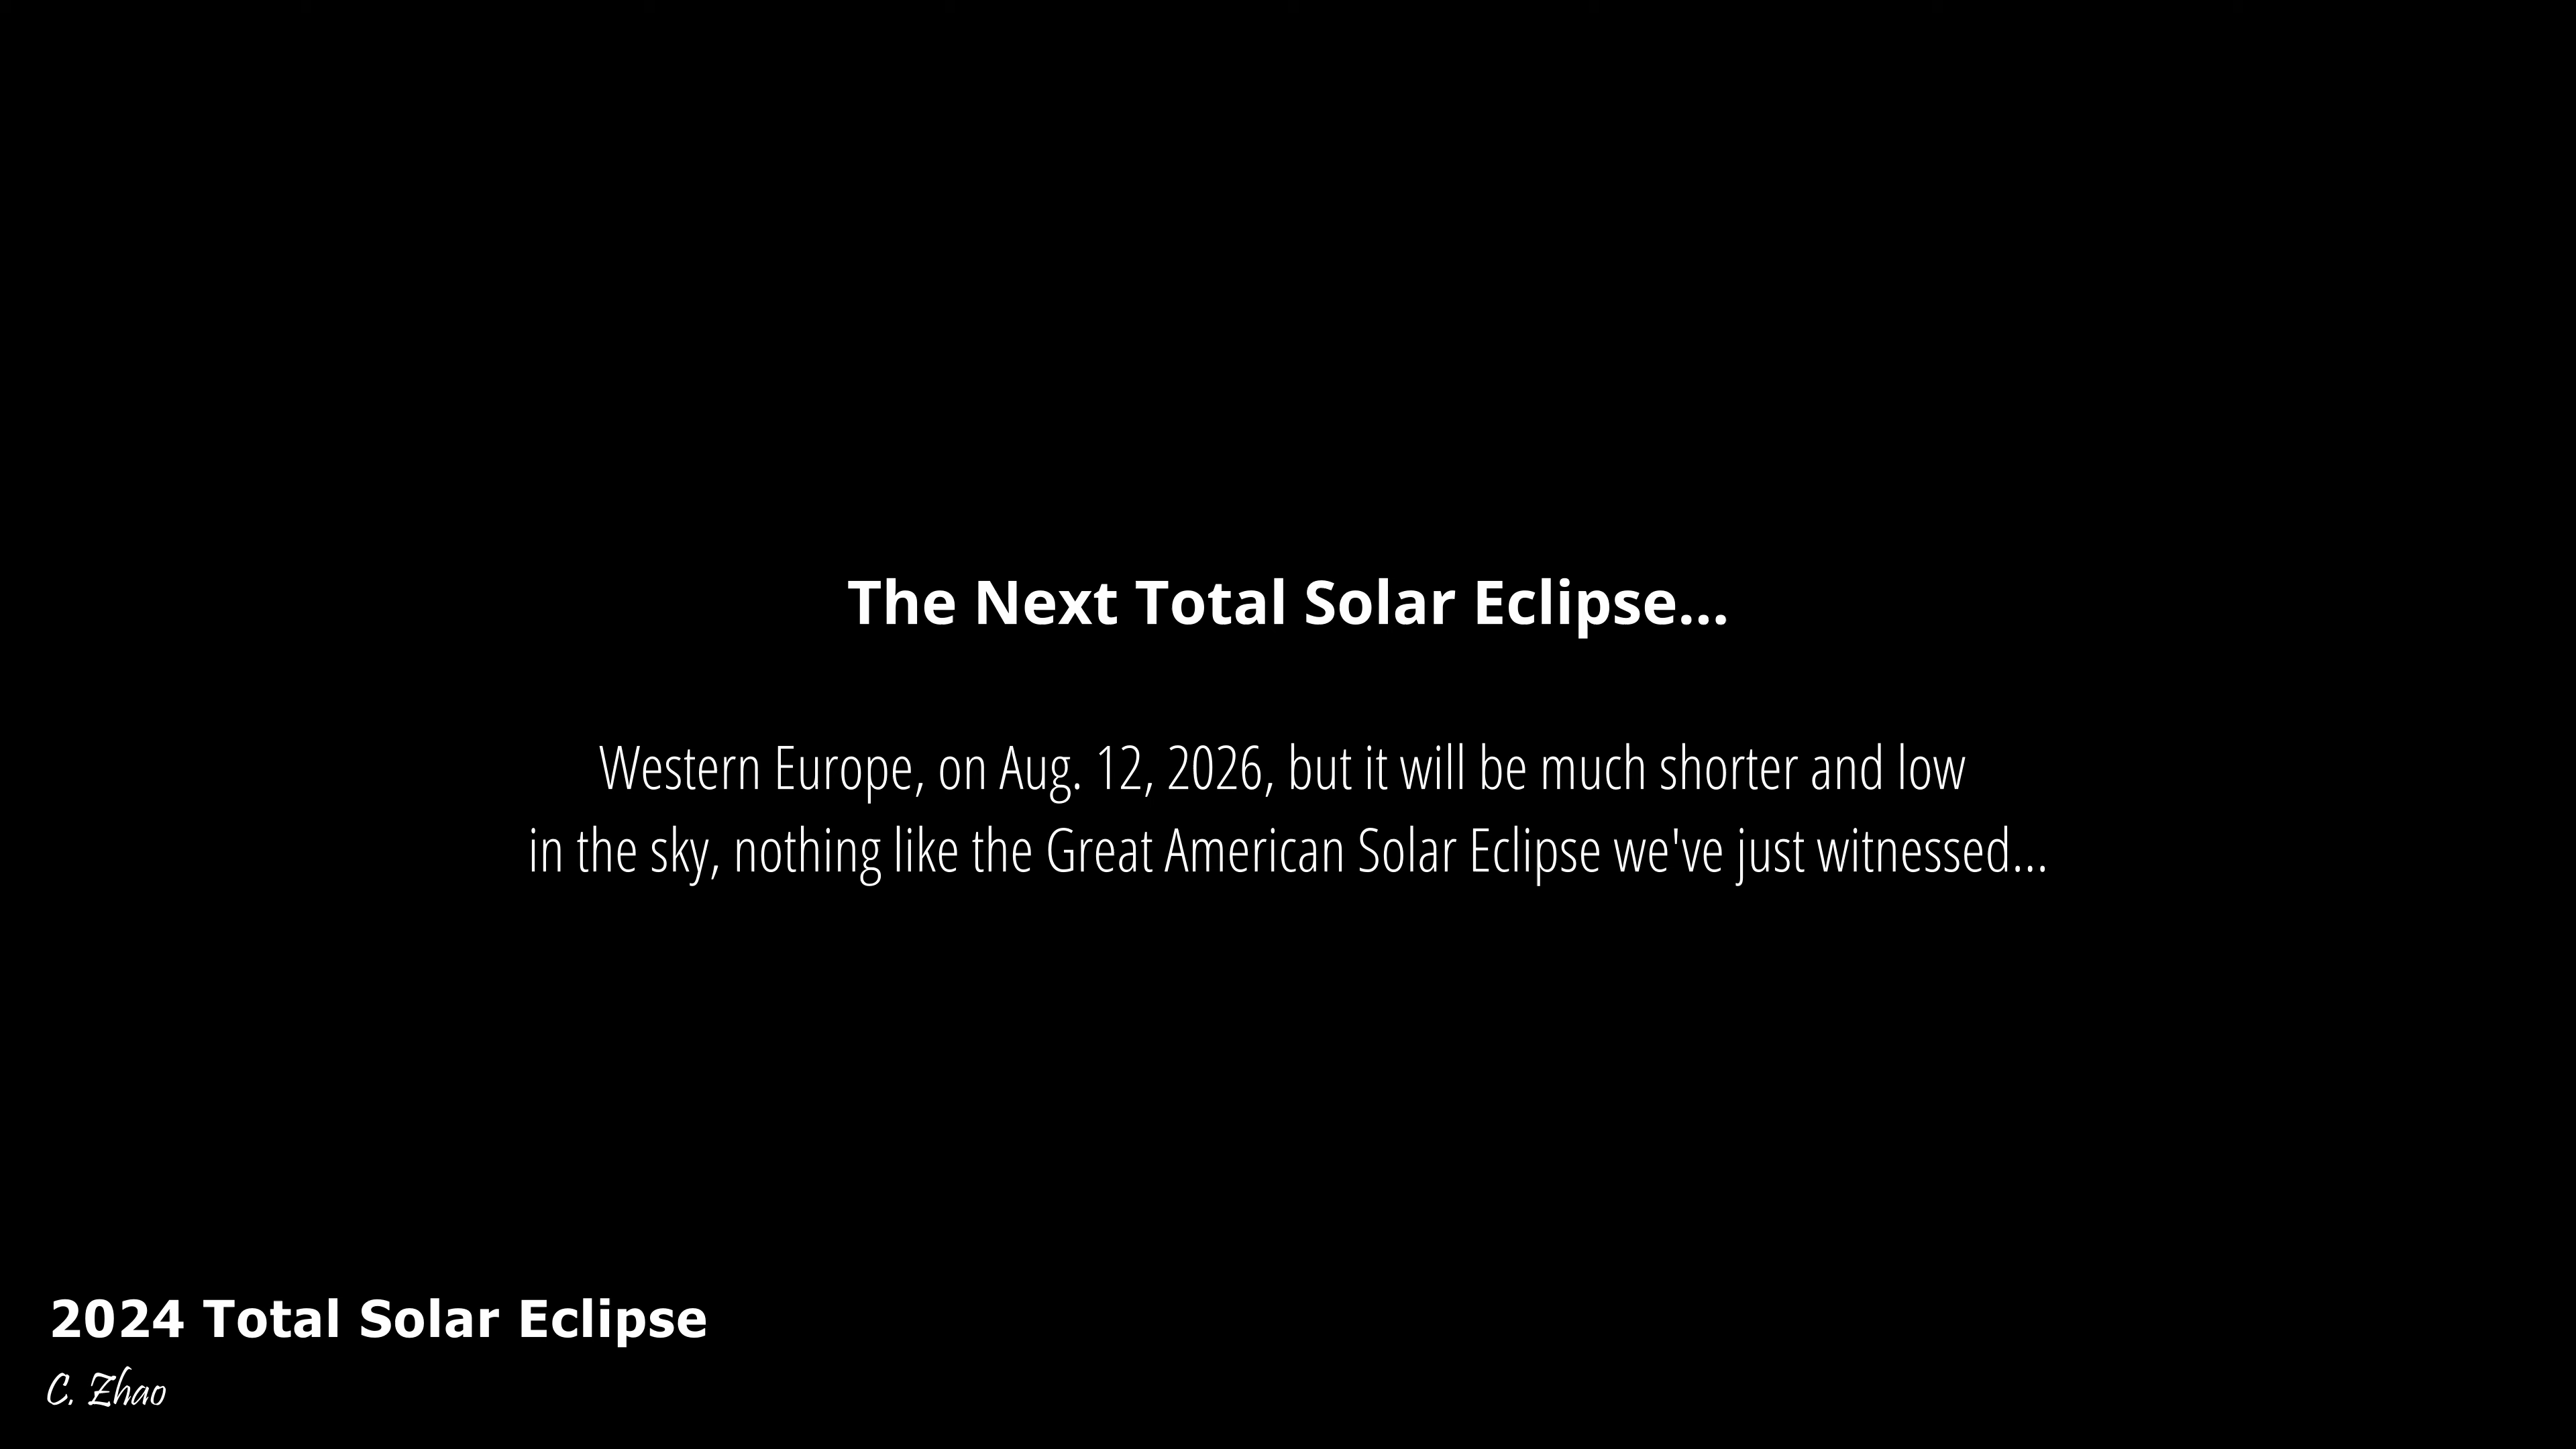 The Next Total Solar Eclipse...
Western Europe, on Aug. 12, 2026, but it will be much shorter and low
in the sky, nothing like the Great American Solar Eclipse we've just witnessed...
2024 Total Solar Eclipse
C. Zhao